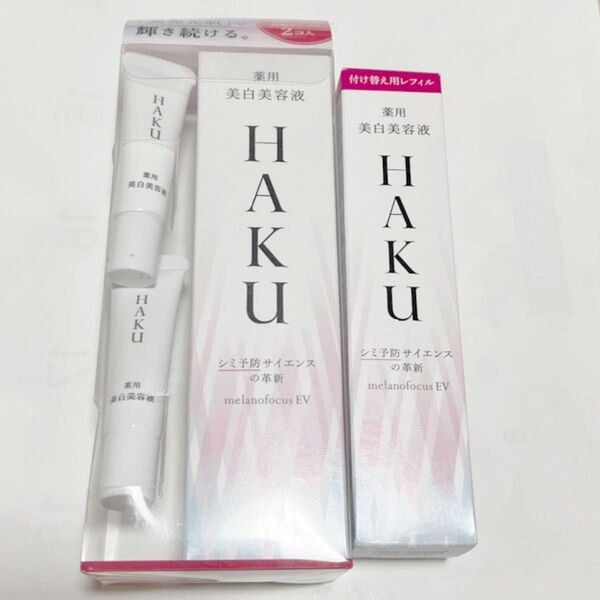 輝き続ける。
2コ入
HAKU
薬用
美白美容液
HAKU
薬用
美白美容液
薬用
美白美容液
HAKU
シミ予防サイエンス
の革新
melanofocus EV
付け替え用レフィル
薬用
美白美容液
HAKU
シミ予防サイエンス
の革新
melanofocus EV